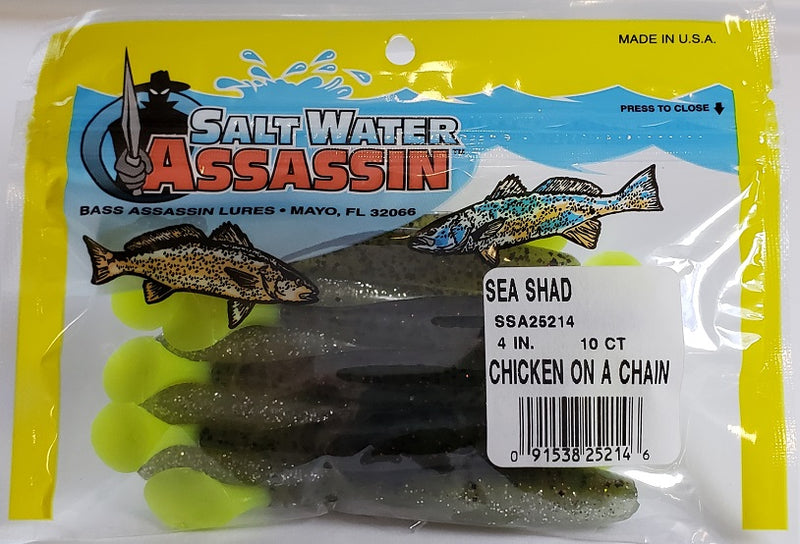 MADE IN U.S.A.
PRESS TO CLOSE
SALT WATER
ASSASSIN
BASS ASSASSIN LURES • MAYO, FL 32066
SEA SHAD
SSA25214
4 IN. 10 CT
CHICKEN ON A CHAIN
0 91538 25214 6